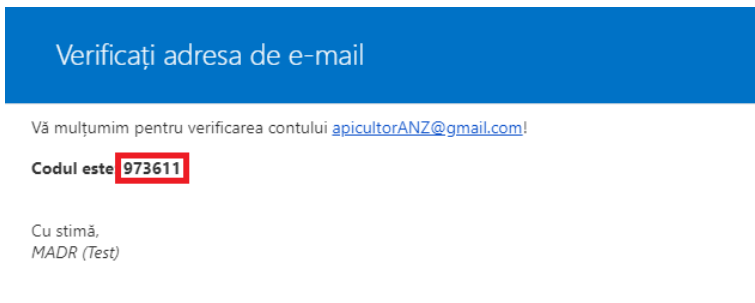 Verificați adresa de e-mail
Vă mulțumim pentru verificarea contului apicultorANZ@gmail.com!
Codul este 973611
Cu stimă,
MADR (Test)